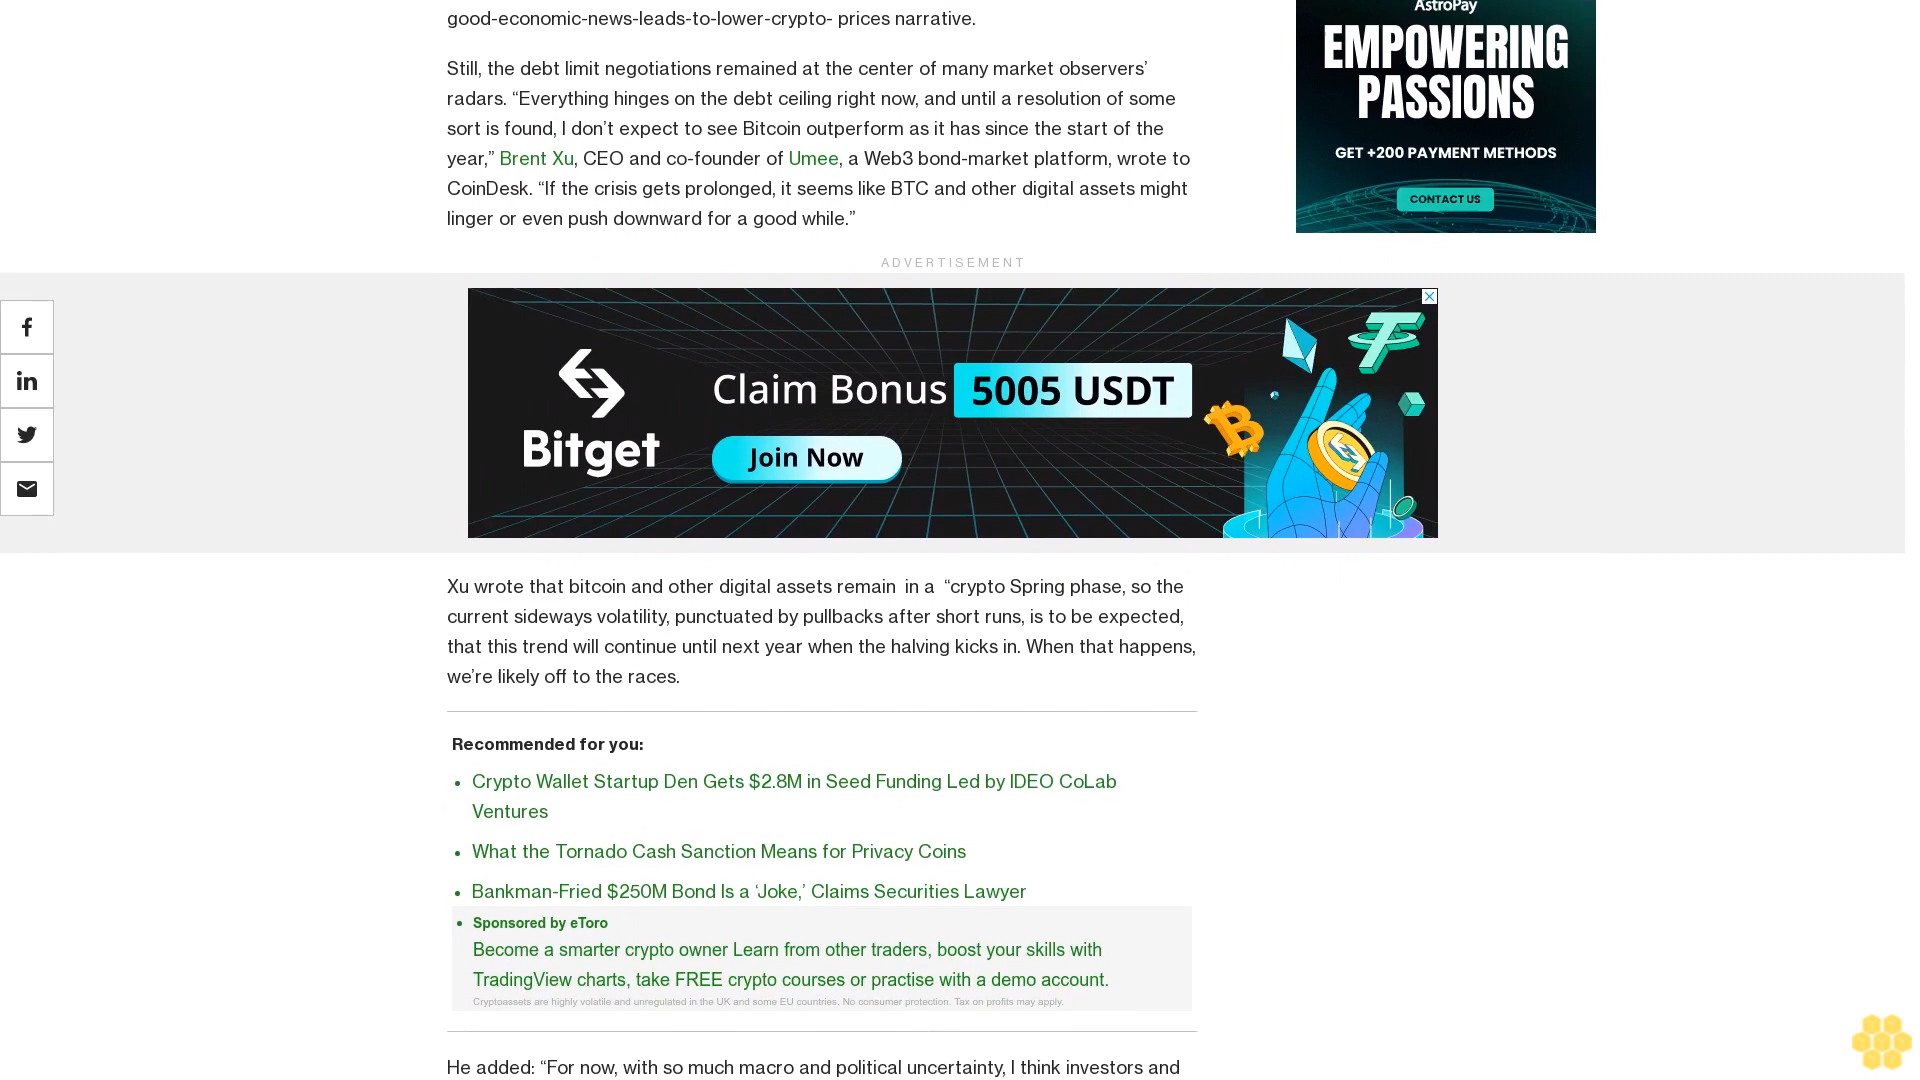 good-economic-news-leads-to-lower-crypto- prices narrative.
Still, the debt limit negotiations remained at the center of many market observers’
radars. “Everything hinges on the debt ceiling right now, and until a resolution of some
sort is found, I don’t expect to see Bitcoin outperform as it has since the start of the
year,” Brent Xu, CEO and co-founder of Umee, a Web3 bond-market platform, wrote to
CoinDesk. “If the crisis gets prolonged, it seems like BTC and other digital assets might
linger or even push downward for a good while.”
AstroPay
EMPOWERING
PASSIONS
GET +200 PAYMENT METHODS
CONTACT US
ADVERTISEMENT
Bitget
Claim Bonus 5005 USDT
Join Now
Xu wrote that bitcoin and other digital assets remain  in a  “crypto Spring phase, so the
current sideways volatility, punctuated by pullbacks after short runs, is to be expected,
that this trend will continue until next year when the halving kicks in. When that happens,
we’re likely off to the races.
Recommended for you:
• Crypto Wallet Startup Den Gets $2.8M in Seed Funding Led by IDEO CoLab
Ventures
• What the Tornado Cash Sanction Means for Privacy Coins
• Bankman-Fried $250M Bond Is a ‘Joke,’ Claims Securities Lawyer
• Sponsored by eToro
Become a smarter crypto owner Learn from other traders, boost your skills with
TradingView charts, take FREE crypto courses or practise with a demo account.
Cryptoassets are highly volatile and unregulated in the UK and some EU countries. No consumer protection. Tax on profits may apply.
He added: “For now, with so much macro and political uncertainty, I think investors and